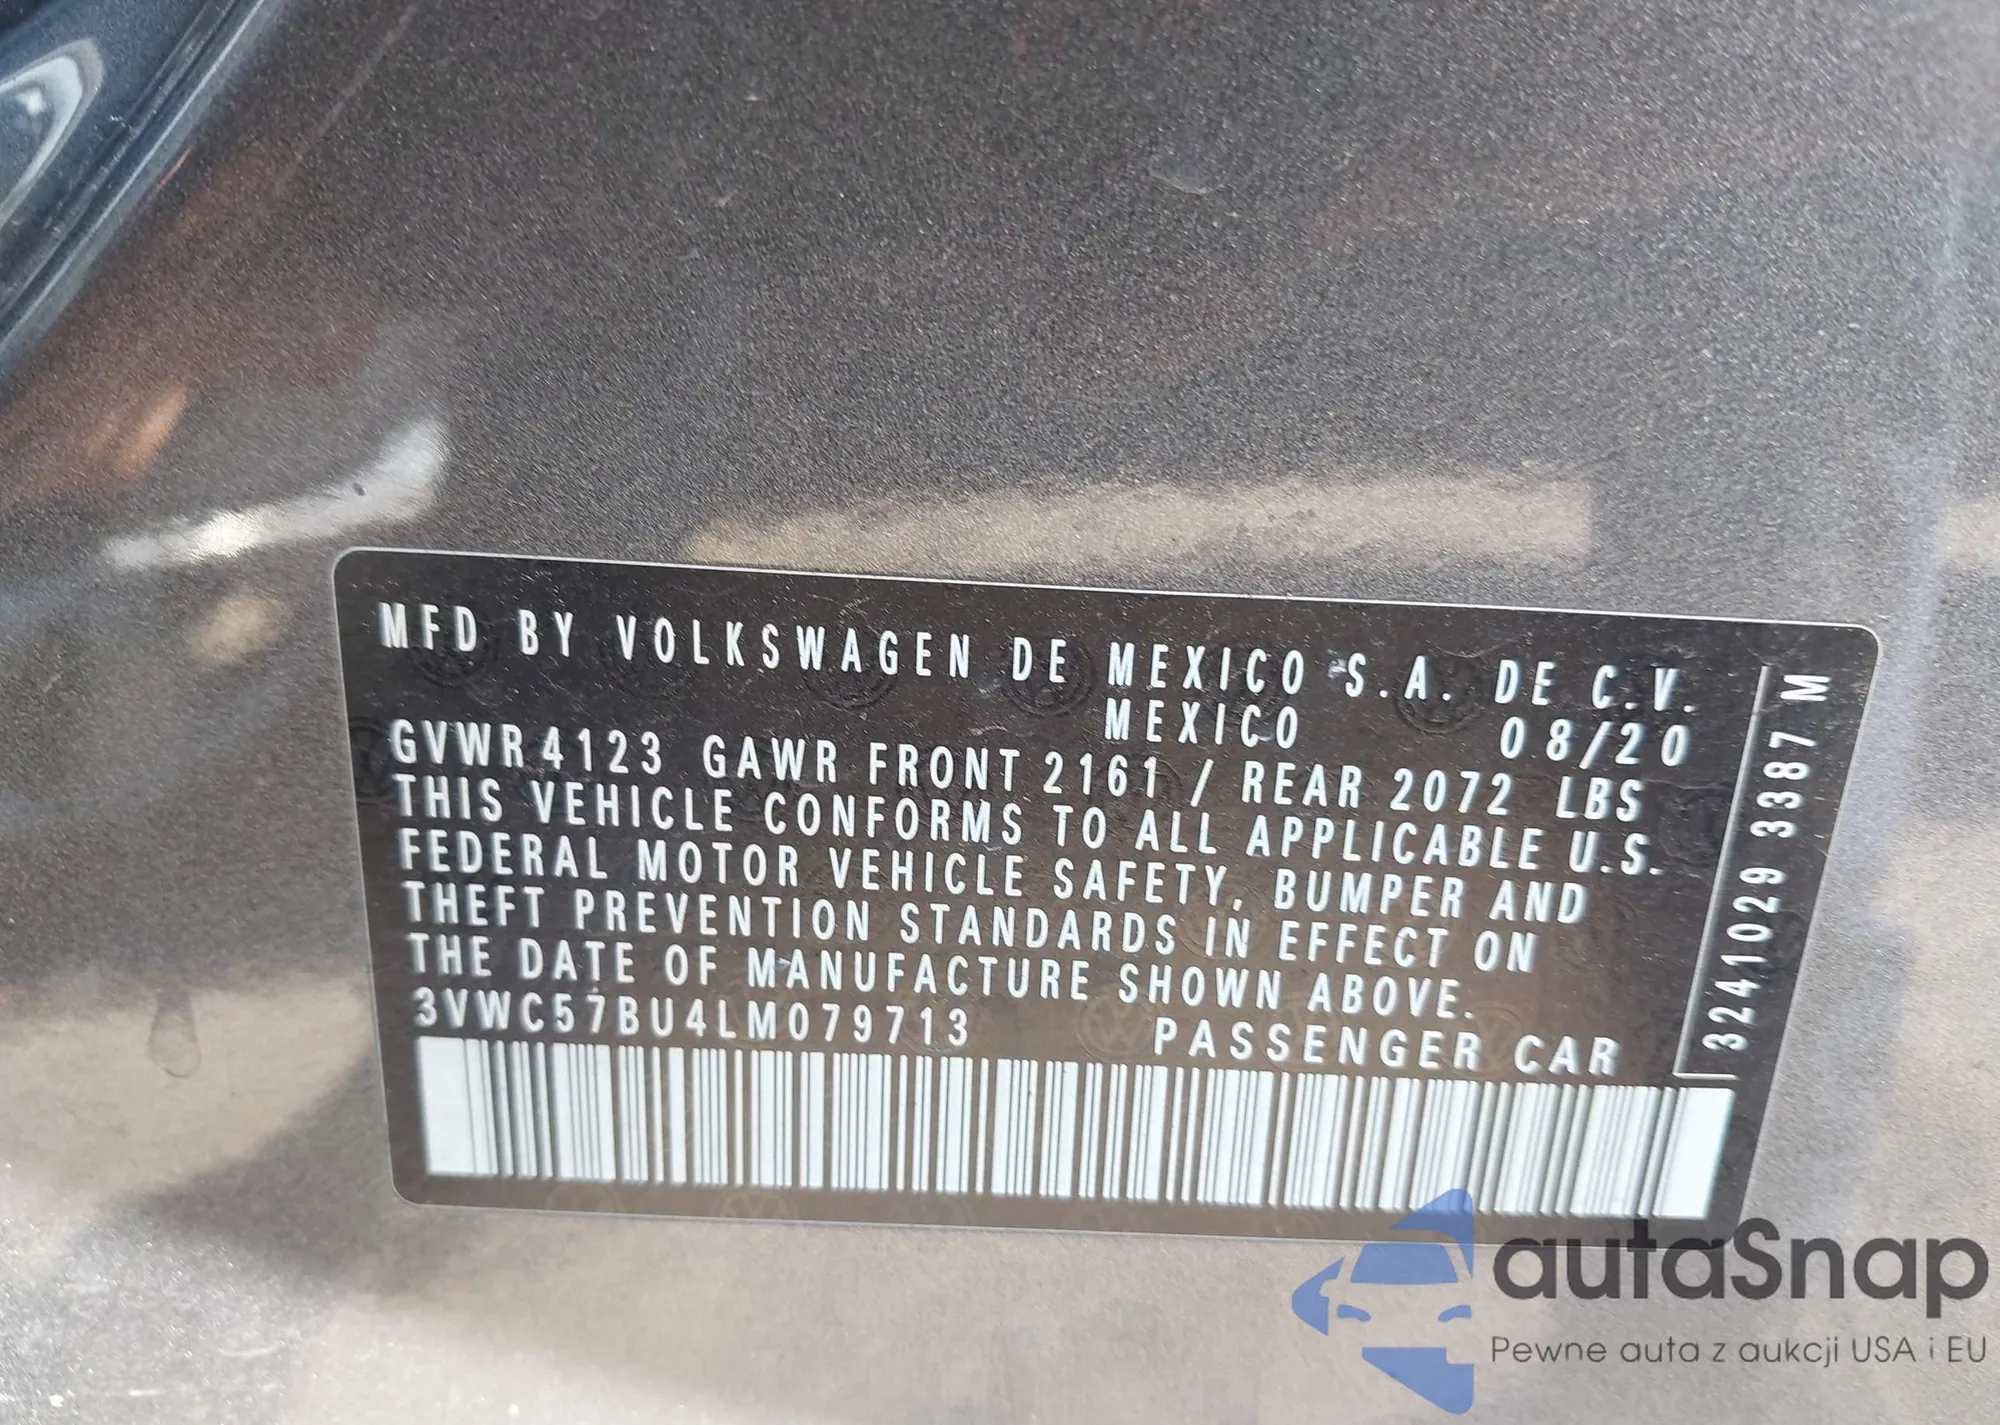 MFD BY VOLKSWAGEN DE MEXICO S.A. DE C.V.
MEXICO 08/20
GVWR 4123 GAWR FRONT 2161 / REAR 2072 LBS
THIS VEHICLE CONFORMS TO ALL APPLICABLE U.S.
FEDERAL MOTOR VEHICLE SAFETY, BUMPER AND
THEFT PREVENTION STANDARDS IN EFFECT ON
THE DATE OF MANUFACTURE SHOWN ABOVE.
3VWC57BU4LM079713 PASSENGER CAR
3241029 3387 M
autaSnap
Pewne auta z aukcji USA i EU